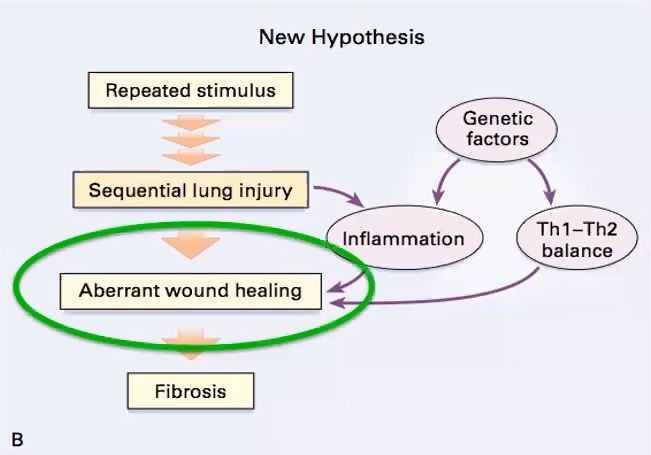 New Hypothesis
Repeated stimulus
Genetic
factors
Sequential lung injury
Inflammation
Th1–Th2
balance
Aberrant wound healing
Fibrosis
B